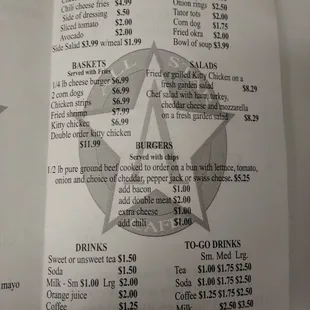 Chili cheese fries $4.99
Side of dressing $.50
Sliced tomato $2.00
Avocado $2.00
Side Salad $3.99 w/meal $1.99
Onion rings $2.50
Tator tots $2.00
Corn dog $1.75
Fried okra $2.00
Bowl of soup $3.99
BASKETS
Served with Fries
1/4 lb cheese burger $6.99
2 corn dogs $6.99
Chicken strips $6.99
Fried shrimp $7.99
Kitty chicken $6.99
Double order kitty chicken
$11.99
SALADS
Fried or grilled Kitty Chicken on a
fresh garden salad $8.29
Chef salad with ham, turkey,
cheddar cheese and mozzarella
on a fresh garden salad $8.29
BURGERS
Served with chips
1/2 lb pure ground beef cooked to order on a bun with lettuce, tomato,
onion and choice of cheddar, pepper jack or swiss cheese. $5.25
add bacon $1.00
add double meat $2.00
extra cheese $1.00
add chili $1.00
DRINKS
Sweet or unsweet tea $1.50
Soda $1.50
Milk - Sm $1.00 Lrg $2.00
Orange juice $2.00
Coffee $1.25
TO-GO DRINKS
Sm. Med Lrg.
Tea $1.00 $1.75 $2.50
Soda $1.00 $1.75 $2.50
Coffee $1.25 $1.75 $2.50
Milk $2.50 $3.50
mayo